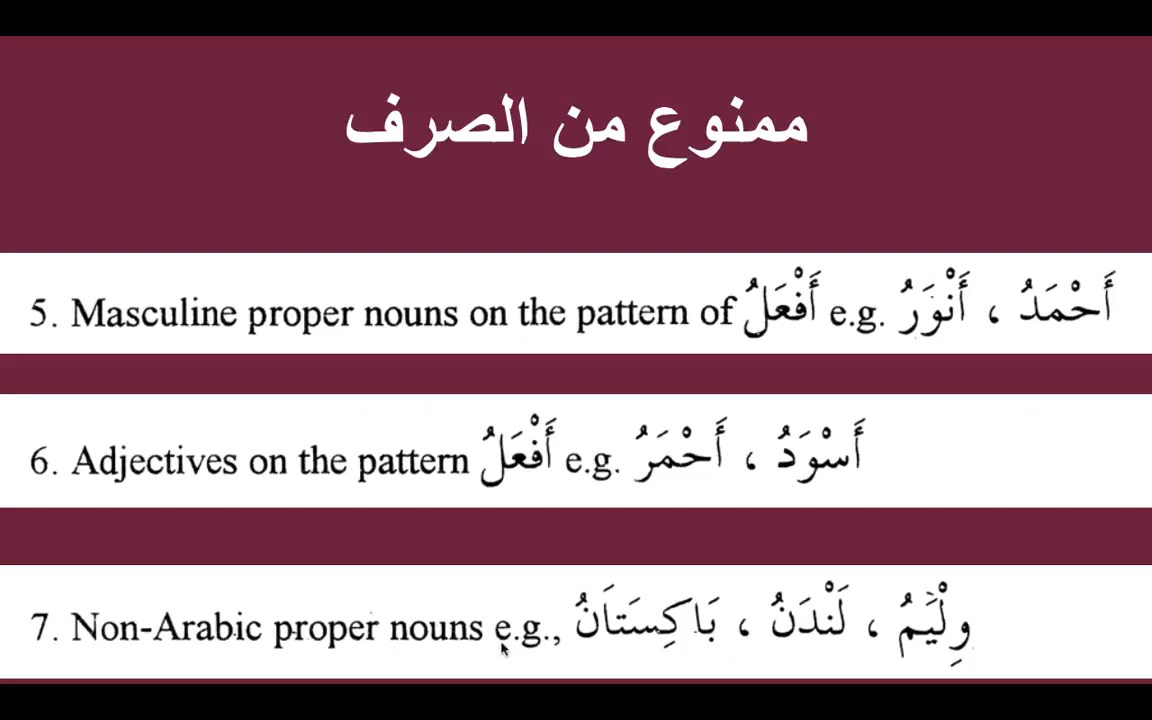 ممنوع من الصرف
5. Masculine proper nouns on the pattern of أَفْعَلُ e.g. أَحْمَدُ ، أَنْوَرُ
6. Adjectives on the pattern أَفْعَلُ e.g. أَسْوَدُ ، أَحْمَرُ
7. Non-Arabic proper nouns e.g., وِلْيَمُ ، لَنْدَنُ ، بَاكِسَتَانُ